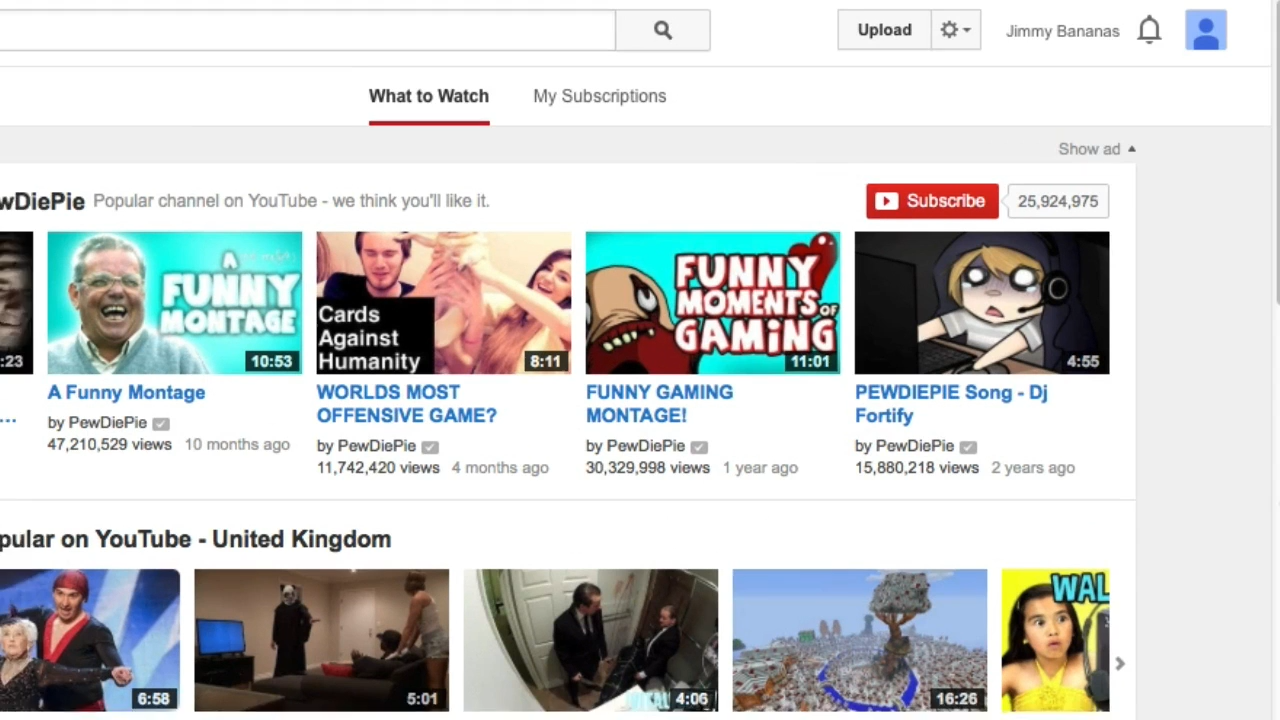 Upload
Jimmy Bananas
What to Watch
My Subscriptions
Show ad
wDiePie Popular channel on YouTube - we think you'll like it.
Subscribe
25,924,975
A
FUNNY
MONTAGE
Cards
Against
Humanity
FUNNY
MOMENTS OF
GAMING
:23
10:53
8:11
11:01
4:55
...
A Funny Montage
by PewDiePie
47,210,529 views 10 months ago
WORLDS MOST
OFFENSIVE GAME?
by PewDiePie
11,742,420 views 4 months ago
FUNNY GAMING
MONTAGE!
by PewDiePie
30,329,998 views 1 year ago
PEWDIEPIE Song - Dj
Fortify
by PewDiePie
15,880,218 views 2 years ago
pular on YouTube - United Kingdom
WAL
6:58
5:01
4:06
16:26